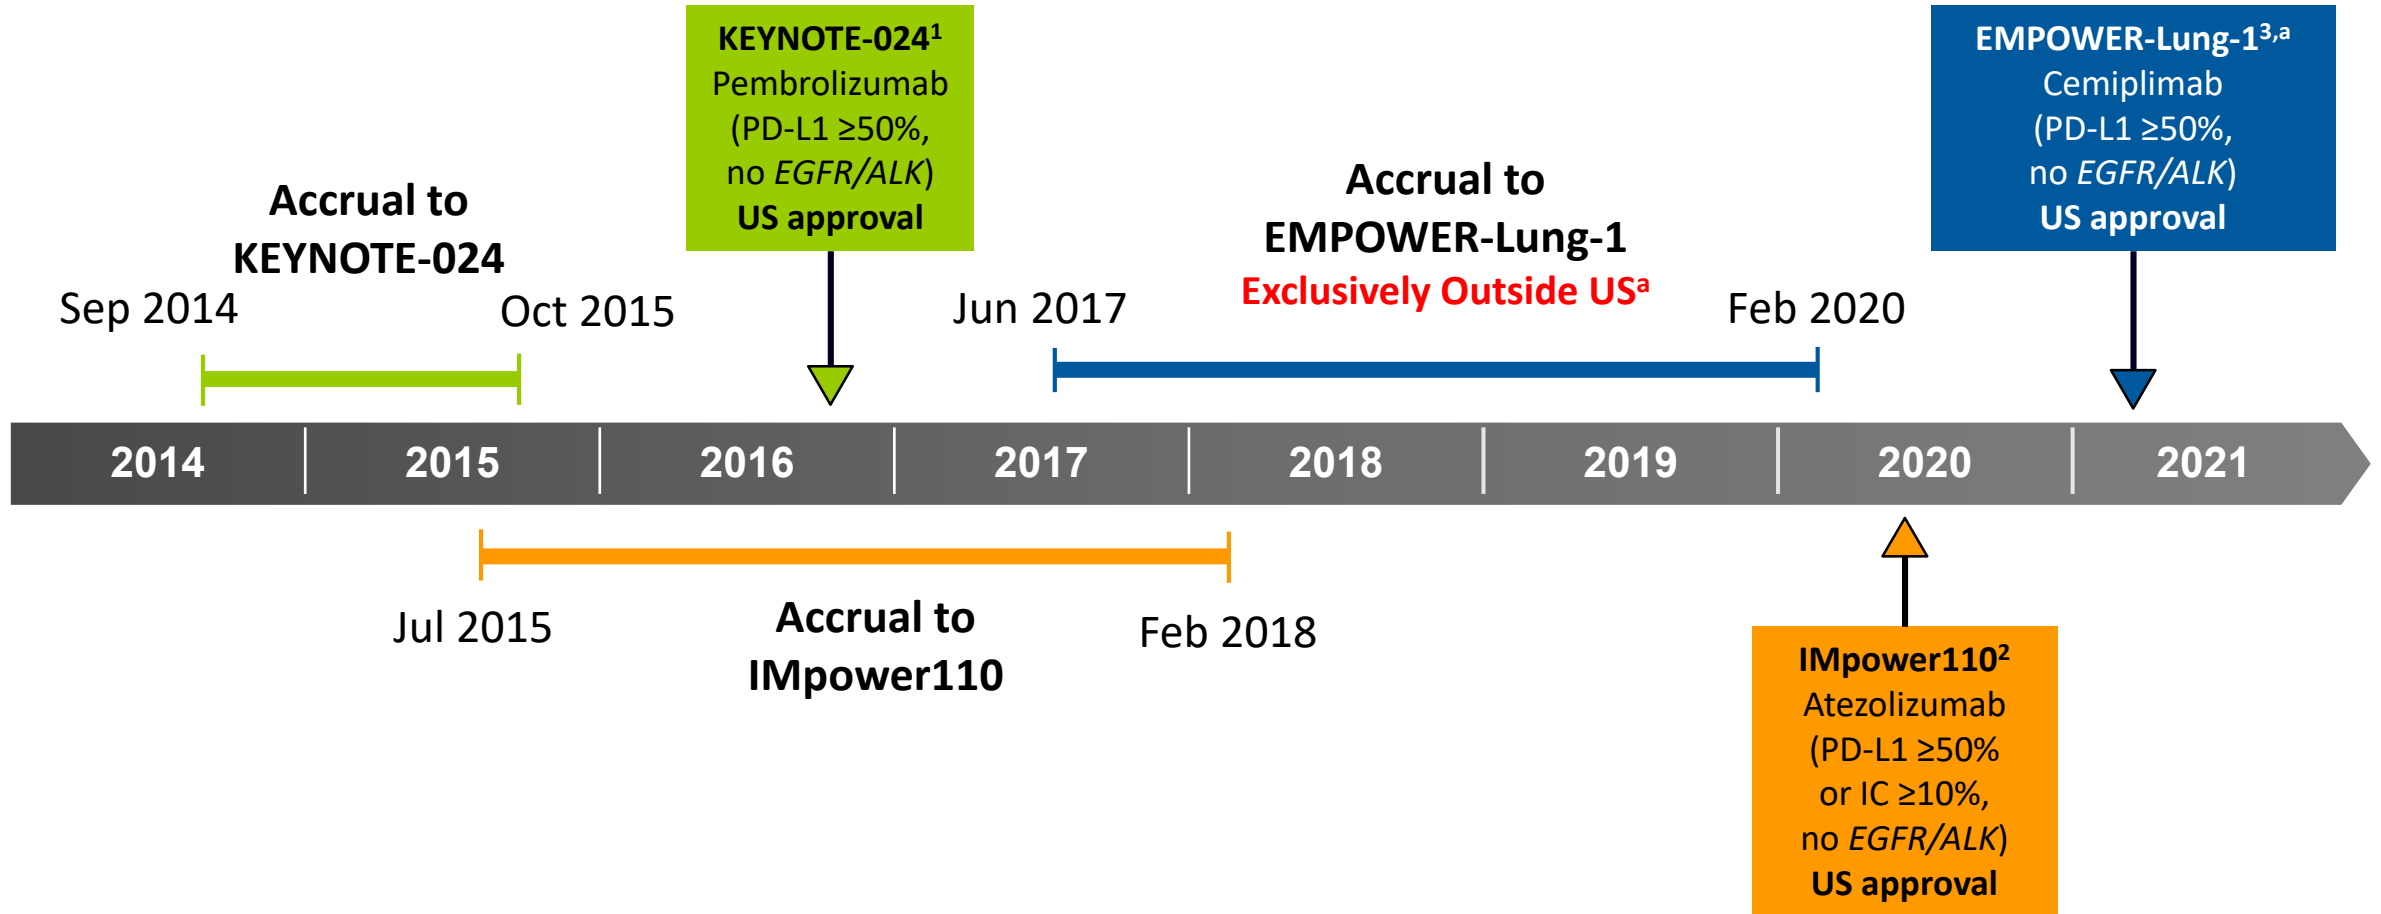 KEYNOTE-024¹
Pembrolizumab
(PD-L1 ≥50%,
no EGFR/ALK)
US approval
EMPOWER-Lung-1³,ᵃ
Cemiplimab
(PD-L1 ≥50%,
no EGFR/ALK)
US approval
Accrual to
KEYNOTE-024
Sep 2014
Oct 2015
Accrual to
EMPOWER-Lung-1
Exclusively Outside USᵃ
Jun 2017
Feb 2020
2014
2015
2016
2017
2018
2019
2020
2021
Jul 2015
Accrual to
IMpower110
Feb 2018
IMpower110²
Atezolizumab
(PD-L1 ≥50%
or IC ≥10%,
no EGFR/ALK)
US approval